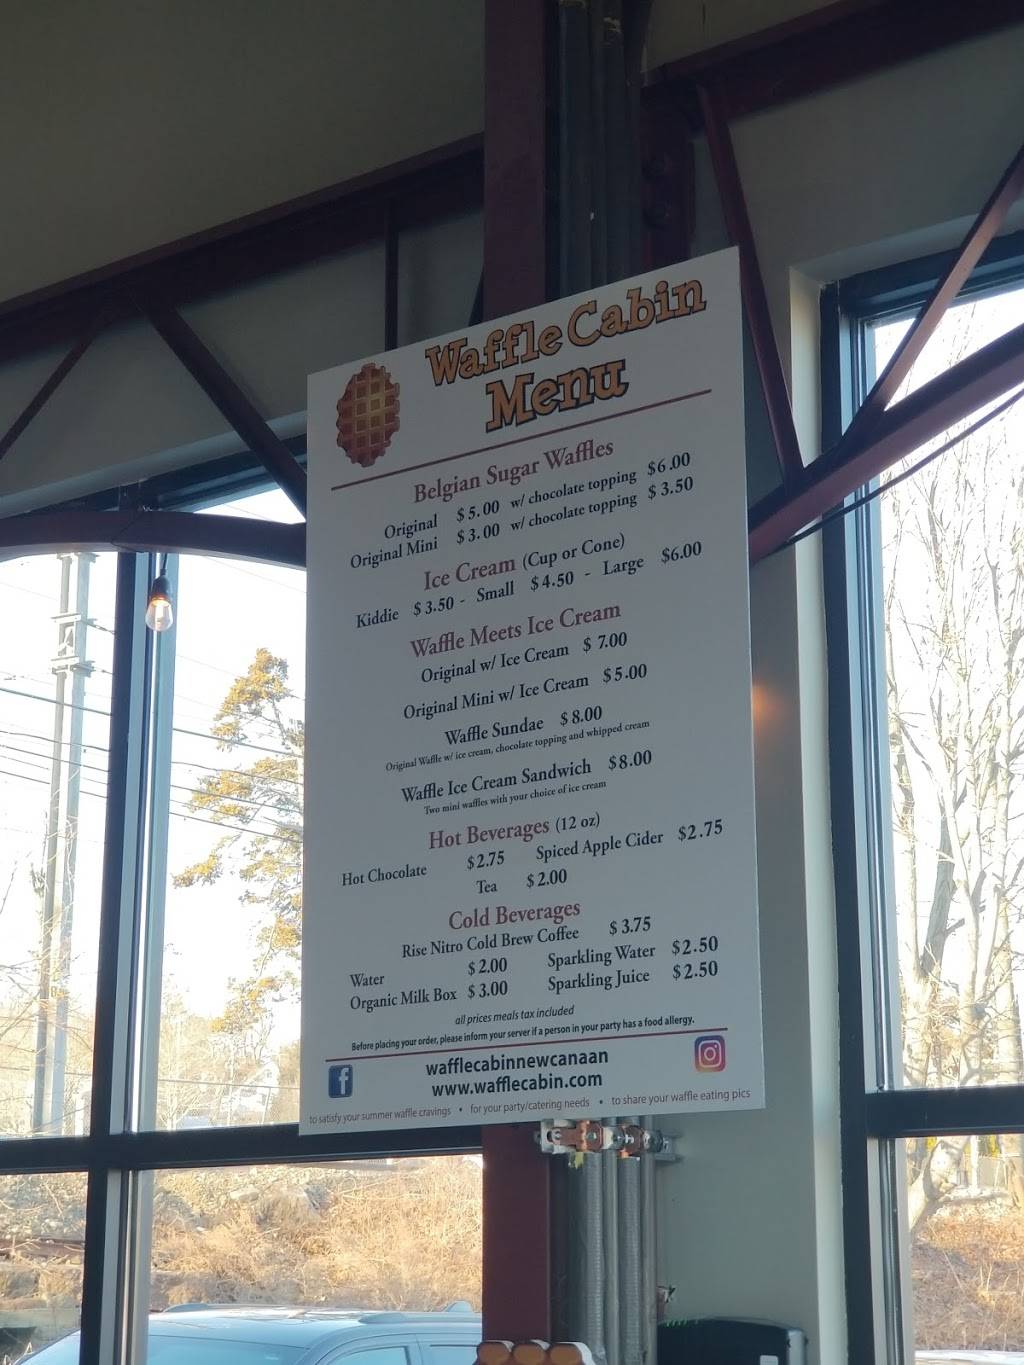 Waffle Cabin
Menu
Belgian Sugar Waffles
Original $5.00 w/ chocolate topping $6.00
Original Mini $3.00 w/ chocolate topping $3.50
Ice Cream (Cup or Cone)
Kiddie $3.50 - Small $4.50 - Large $6.00
Waffle Meets Ice Cream
Original w/ Ice Cream $7.00
Original Mini w/ Ice Cream $5.00
Waffle Sundae $8.00
Original Waffle w/ ice cream, chocolate topping and whipped cream
Waffle Ice Cream Sandwich $8.00
Two mini waffles with your choice of ice cream
Hot Beverages (12 oz)
Hot Chocolate $2.75 Spiced Apple Cider $2.75
Tea $2.00
Cold Beverages
Rise Nitro Cold Brew Coffee $3.75
Water $2.00 Sparkling Water $2.50
Organic Milk Box $3.00 Sparkling Juice $2.50
all prices meals tax included
Before placing your order, please inform your server if a person in your party has a food allergy.
f wafflecabinnewcanaan
www.wafflecabin.com
to satisfy your summer waffle cravings • for your party/catering needs • to share your waffle eating pics